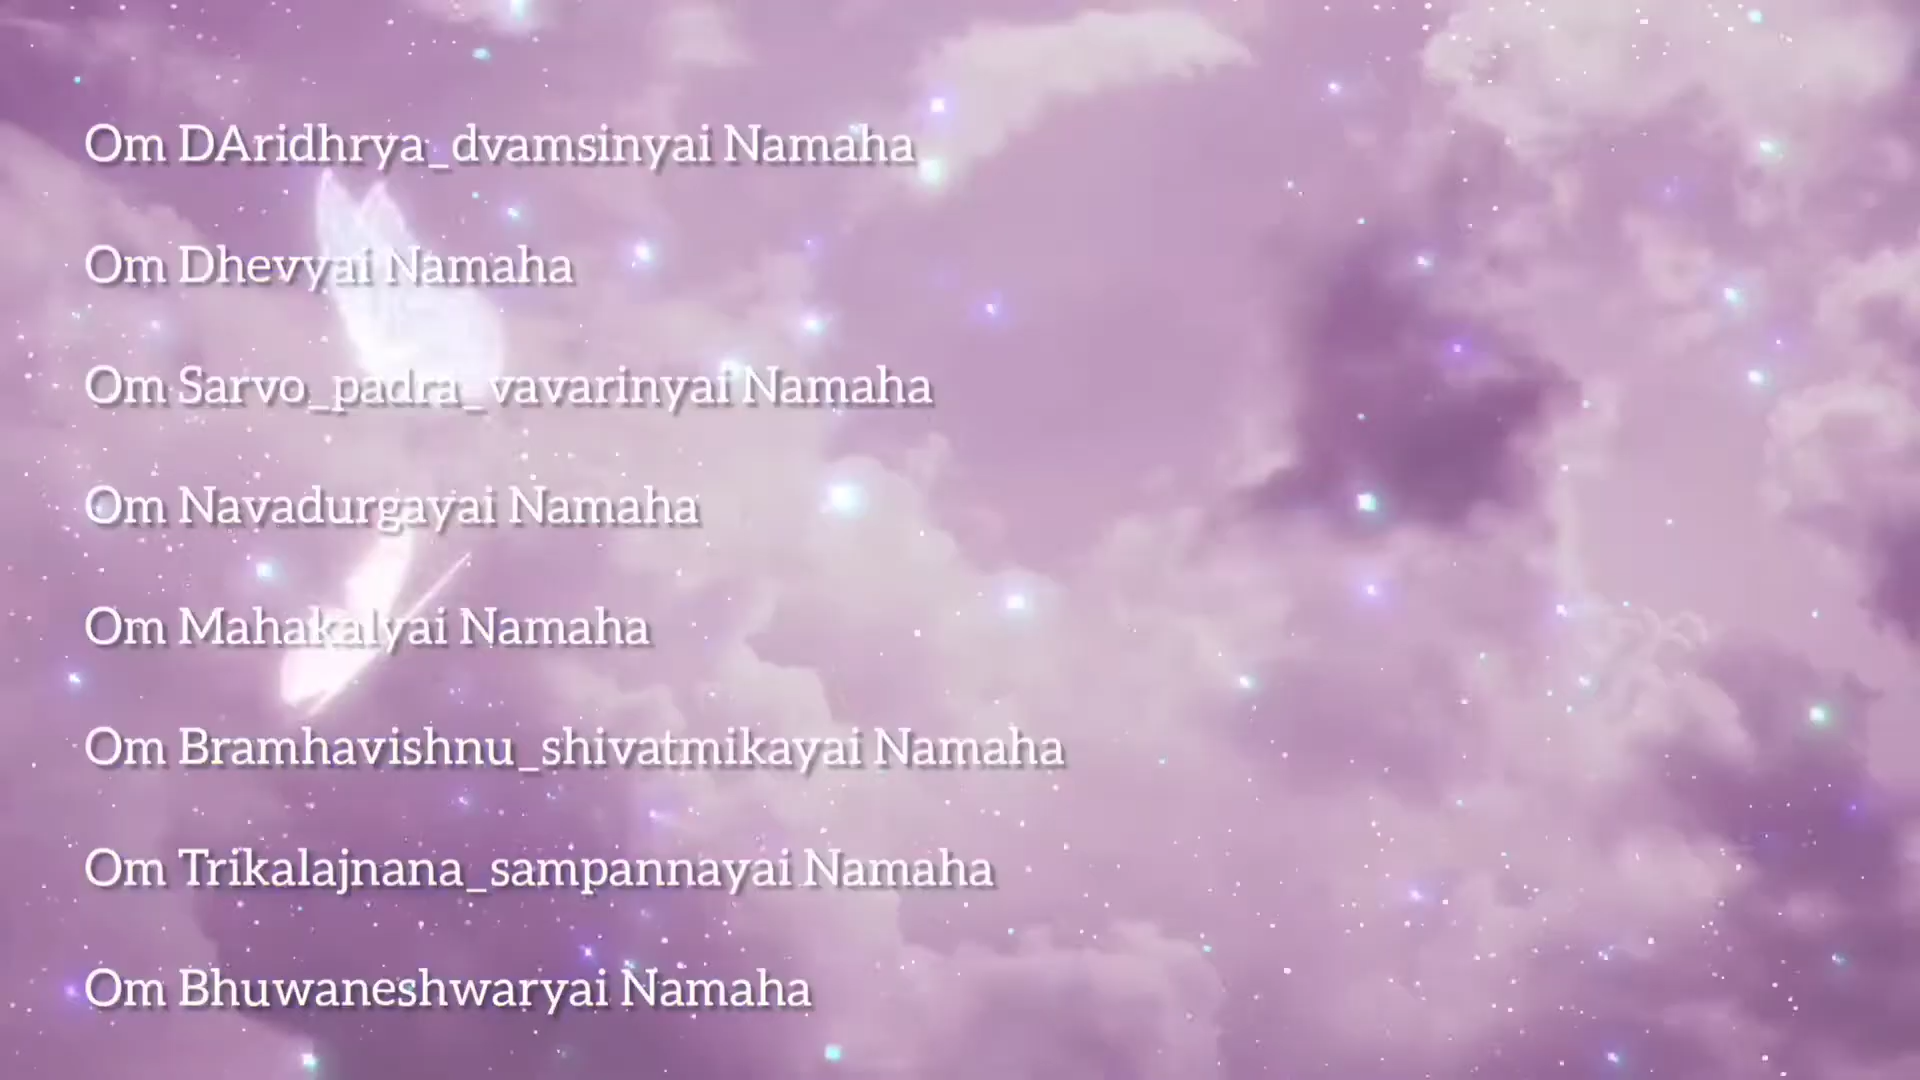 Om DAridhrya_dvamsinyai Namaha
Om Dhevyai Namaha
Om Sarvo_padra_vavarinyai Namaha
Om Navadurgayai Namaha
Om Mahakalyai Namaha
Om Bramhavishnu_shivatmikayai Namaha
Om Trikalajnana_sampannayai Namaha
Om Bhuwaneshwaryai Namaha